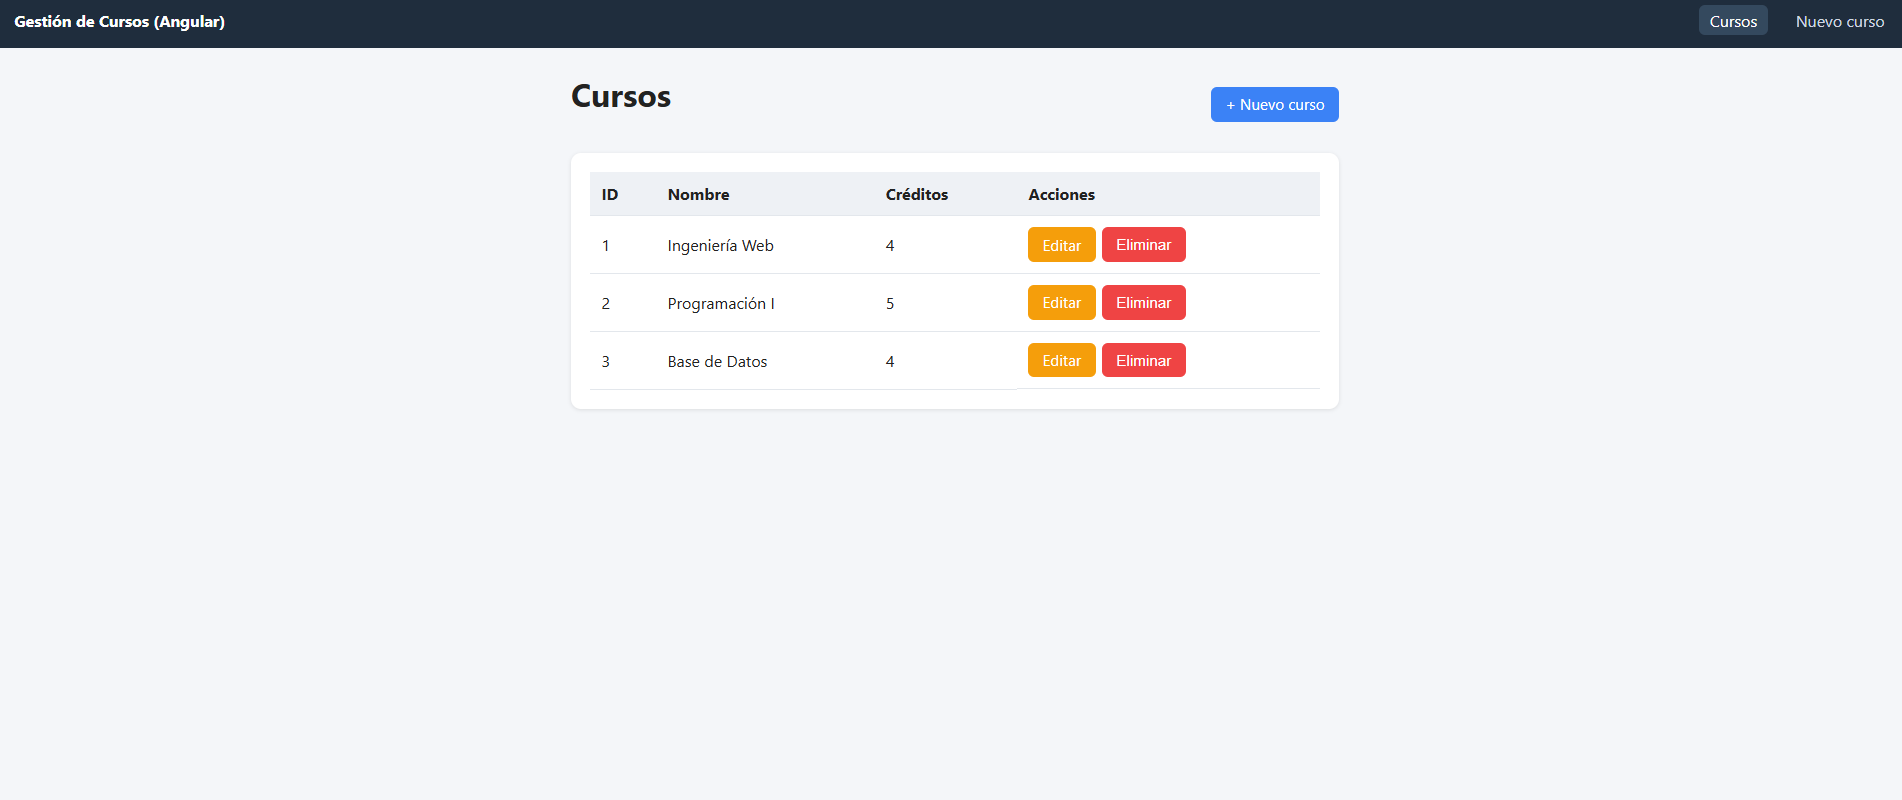 Gestión de Cursos (Angular) Cursos Nuevo curso
Cursos
+ Nuevo curso
ID Nombre Créditos Acciones
1 Ingeniería Web 4 Editar Eliminar
2 Programación I 5 Editar Eliminar
3 Base de Datos 4 Editar Eliminar